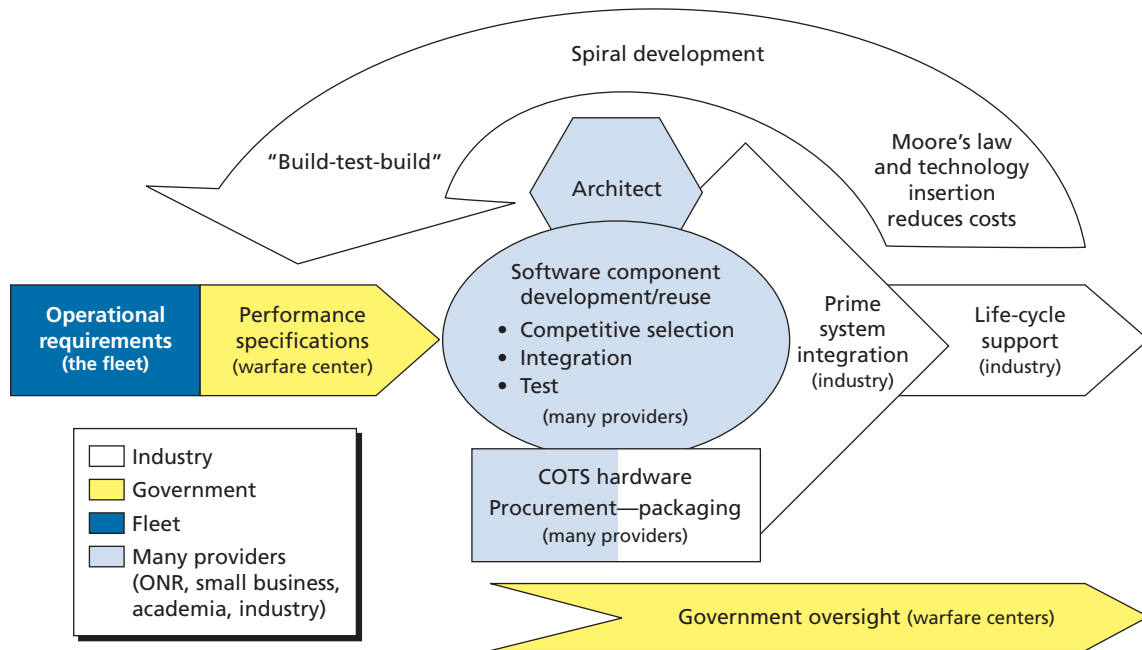 Spiral development
“Build-test-build”
Moore’s law
and technology
insertion
reduces costs
Architect
Operational
requirements
(the fleet)
Performance
specifications
(warfare center)
Software component
development/reuse
• Competitive selection
• Integration
• Test
(many providers)
Prime
system
integration
(industry)
Life-cycle
support
(industry)
COTS hardware
Procurement—packaging
(many providers)
Industry
Government
Fleet
Many providers
(ONR, small business,
academia, industry)
Government oversight (warfare centers)